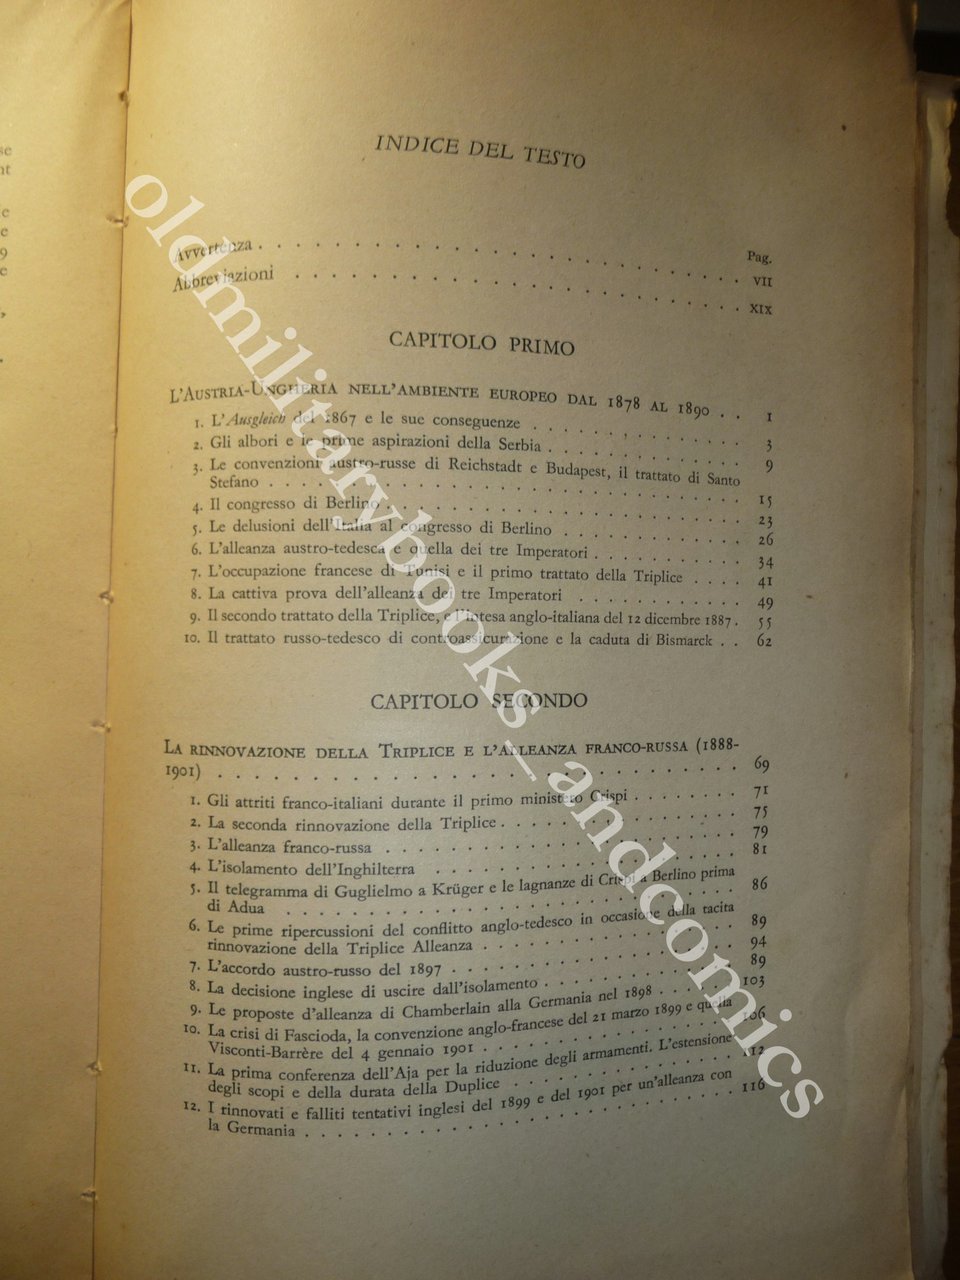 INDICE DEL TESTO
Pag.
Avvertenza . . . . . . . . . . . . . . . . . . . . VII
Abbreviazioni . . . . . . . . . . . . . . . . . . . XIX
CAPITOLO PRIMO
L'AUSTRIA-UNGHERIA NELL'AMBIENTE EUROPEO DAL 1878 AL 1890 . . 1
1. L'Ausgleich del 1867 e le sue conseguenze . . . . . . . . . 3
2. Gli albori e le prime aspirazioni della Serbia . . . . . . . . . 9
3. Le convenzioni austro-russe di Reichstadt e Budapest, il trattato di Santo
Stefano . . . . . . . . . . . . . . . . . . . . 15
4. Il congresso di Berlino . . . . . . . . . . . . . . . 23
5. Le delusioni dell'Italia al congresso di Berlino . . . . . . . . 26
6. L'alleanza austro-tedesca e quella dei tre Imperatori . . . . . . . 34
7. L'occupazione francese di Tunisi e il primo trattato della Triplice . . . . 41
8. La cattiva prova dell'alleanza dei tre Imperatori . . . . . . . . 49
9. Il secondo trattato della Triplice, e l'intesa anglo-italiana del 12 dicembre 1887 . 55
10. Il trattato russo-tedesco di controassicurazione e la caduta di Bismarck . . 62
CAPITOLO SECONDO
LA RINNOVAZIONE DELLA TRIPLICE E L'ALLEANZA FRANCO-RUSSA (1888-
1901) . . . . . . . . . . . . . . . . . . . . . 69
1. Gli attriti franco-italiani durante il primo ministero Crispi . . . . . . 71
2. La seconda rinnovazione della Triplice . . . . . . . . . . . 75
3. L'alleanza franco-russa . . . . . . . . . . . . . . . 79
4. L'isolamento dell'Inghilterra . . . . . . . . . . . . . 81
5. Il telegramma di Guglielmo a Krüger e le lagnanze di Crispi a Berlino prima
di Adua . . . . . . . . . . . . . . . . . . . . 86
6. Le prime ripercussioni del conflitto anglo-tedesco in occasione della tacita
rinnovazione della Triplice Alleanza . . . . . . . . . . . . 89
7. L'accordo austro-russo del 1897 . . . . . . . . . . . . . 94
8. La decisione inglese di uscire dall'isolamento . . . . . . . . . 89
9. Le proposte d'alleanza di Chamberlain alla Germania nel 1898 . . . . . 103
10. La crisi di Fascioda, la convenzione anglo-francese del 21 marzo 1899 e quella
Visconti-Barrère del 4 gennaio 1901 . . . . . . . . . . . . 106
11. La prima conferenza dell'Aja per la riduzione degli armamenti. L'estensione
degli scopi e della durata della Duplice . . . . . . . . . . . 112
12. I rinnovati e falliti tentativi inglesi del 1899 e del 1901 per un'alleanza con
la Germania . . . . . . . . . . . . . . . . . . . 116
oldmilitarybooks_andcomics